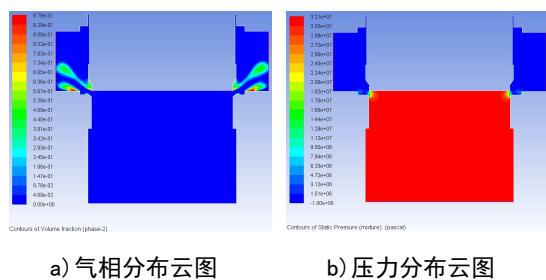 9.78e-01
9.28e-01
8.80e-01
8.31e-01
7.83e-01
7.34e-01
6.85e-01
6.36e-01
5.87e-01
5.38e-01
4.89e-01
4.40e-01
3.91e-01
3.42e-01
2.93e-01
2.45e-01
1.96e-01
1.47e-01
9.78e-02
4.89e-02
0.00e+00
Contours of Volume fraction (phase-2)
3.21e+07
3.05e+07
2.88e+07
2.73e+07
2.56e+07
2.40e+07
2.24e+07
2.08e+07
1.92e+07
1.76e+07
1.60e+07
1.44e+07
1.28e+07
1.12e+07
9.55e+06
7.94e+06
6.33e+06
4.72e+06
3.12e+06
1.51e+06
-1.00e+05
Contours of Static Pressure (mixture) (pascal)
a)气相分布云图
b)压力分布云图